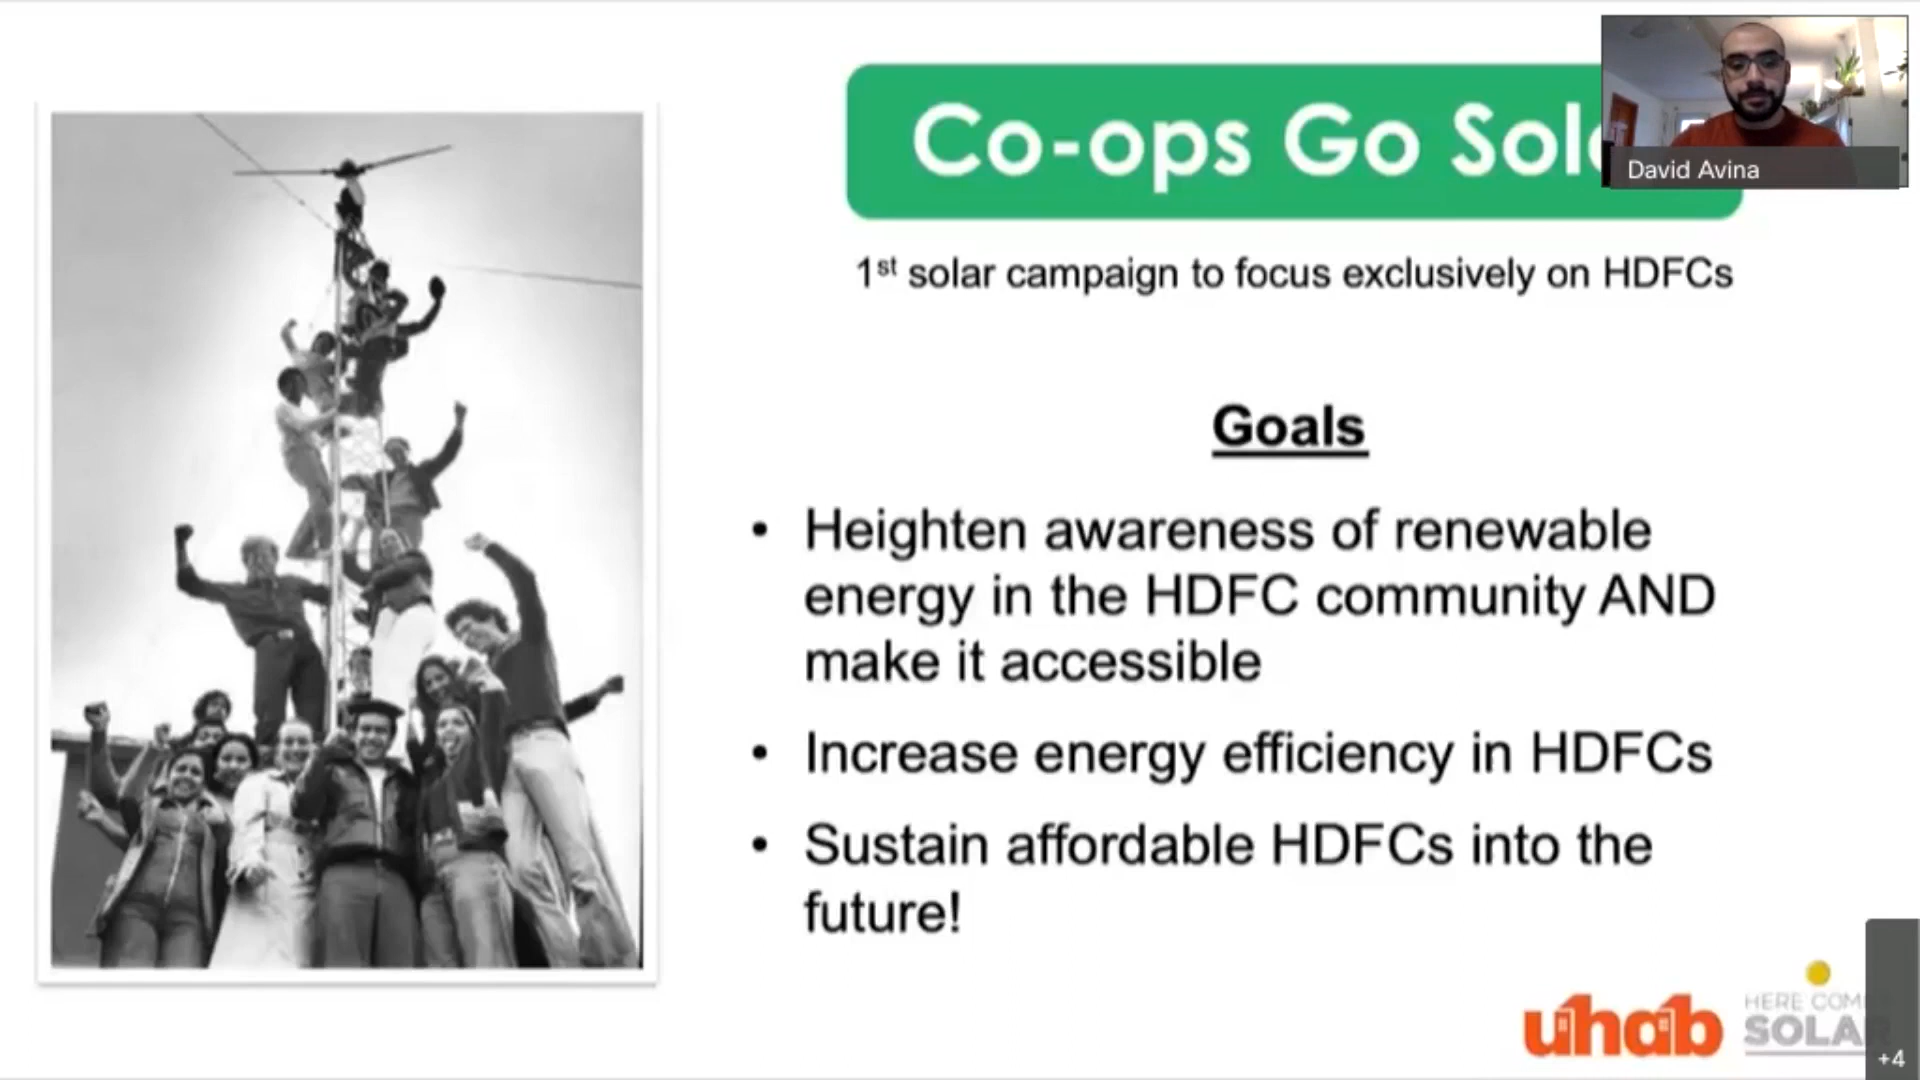 Co-ops Go Sol
David Avina
1st solar campaign to focus exclusively on HDFCs
Goals
• Heighten awareness of renewable
energy in the HDFC community AND
make it accessible
• Increase energy efficiency in HDFCs
• Sustain affordable HDFCs into the
future!
uhab
HERE COM
SOLAR
+4